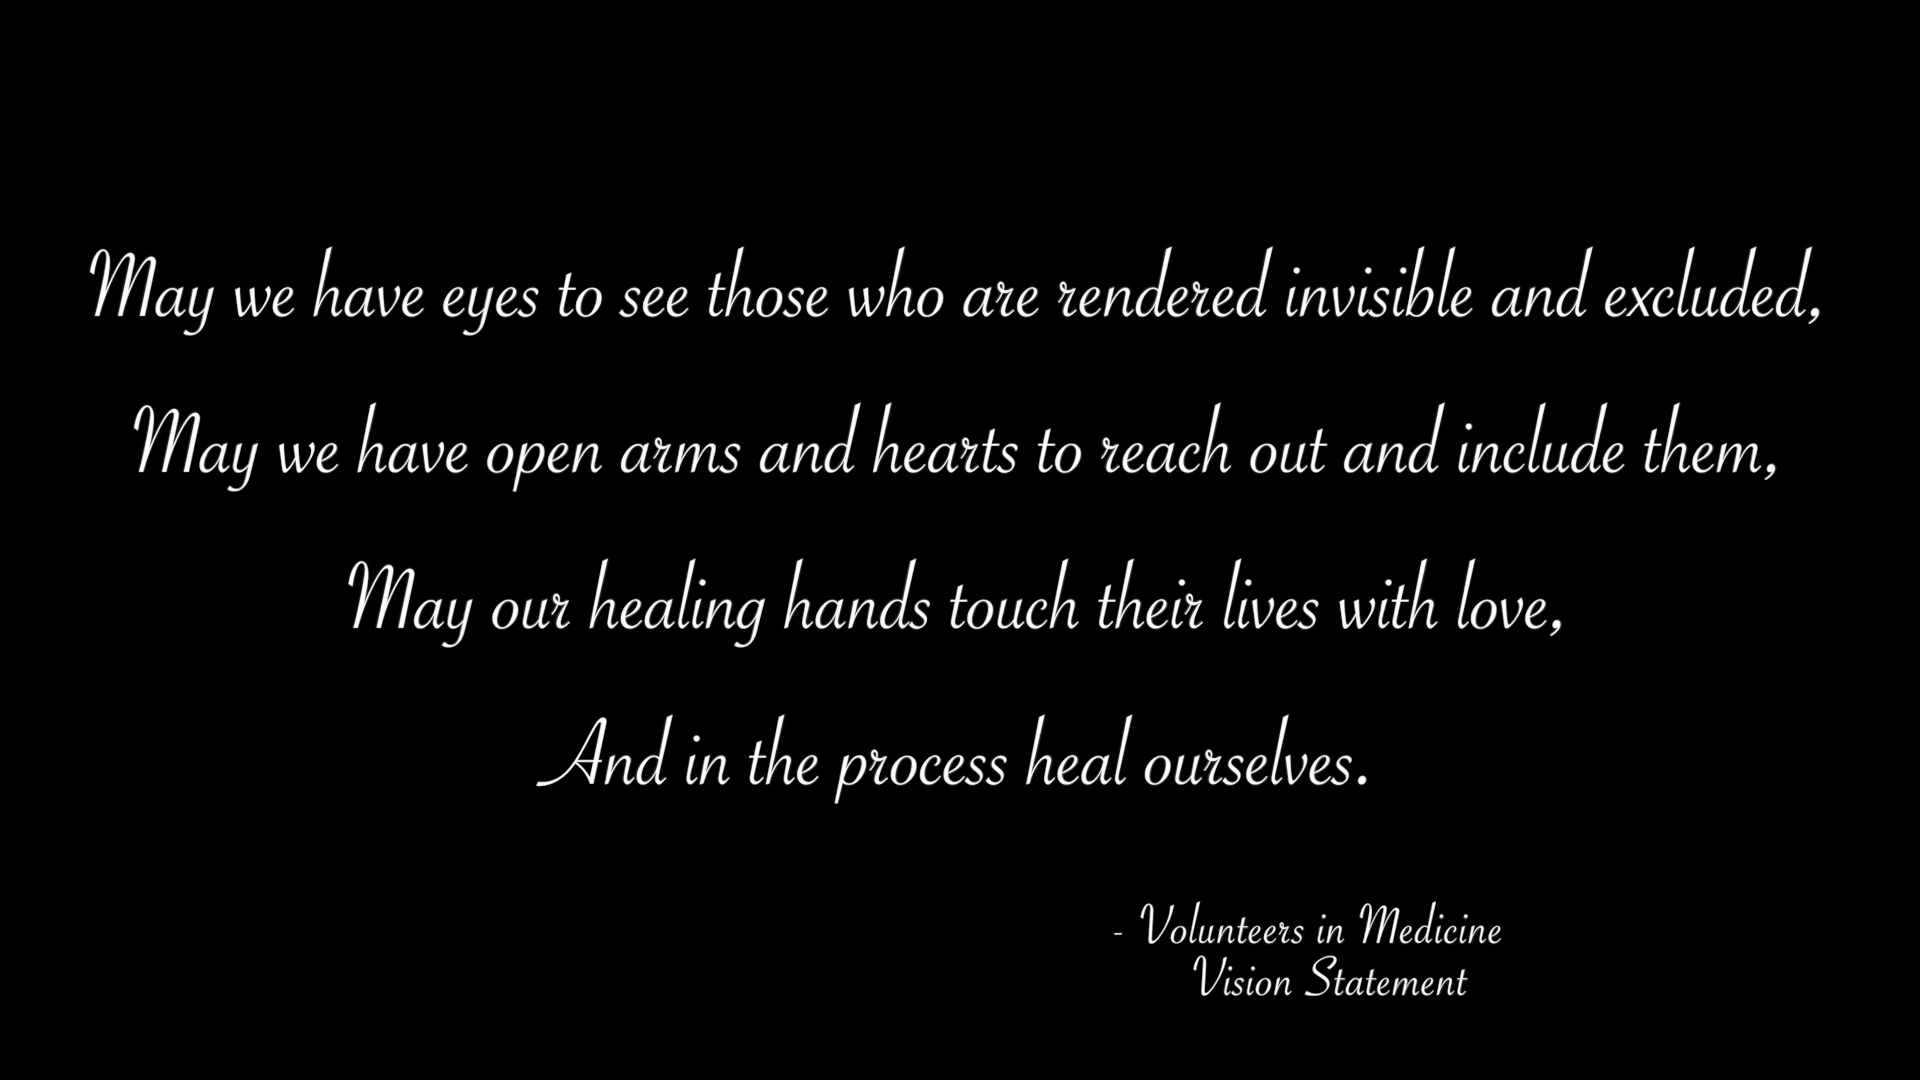 May we have eyes to see those who are rendered invisible and excluded,
May we have open arms and hearts to reach out and include them,
May our healing hands touch their lives with love,
And in the process heal ourselves.
- Volunteers in Medicine
Vision Statement